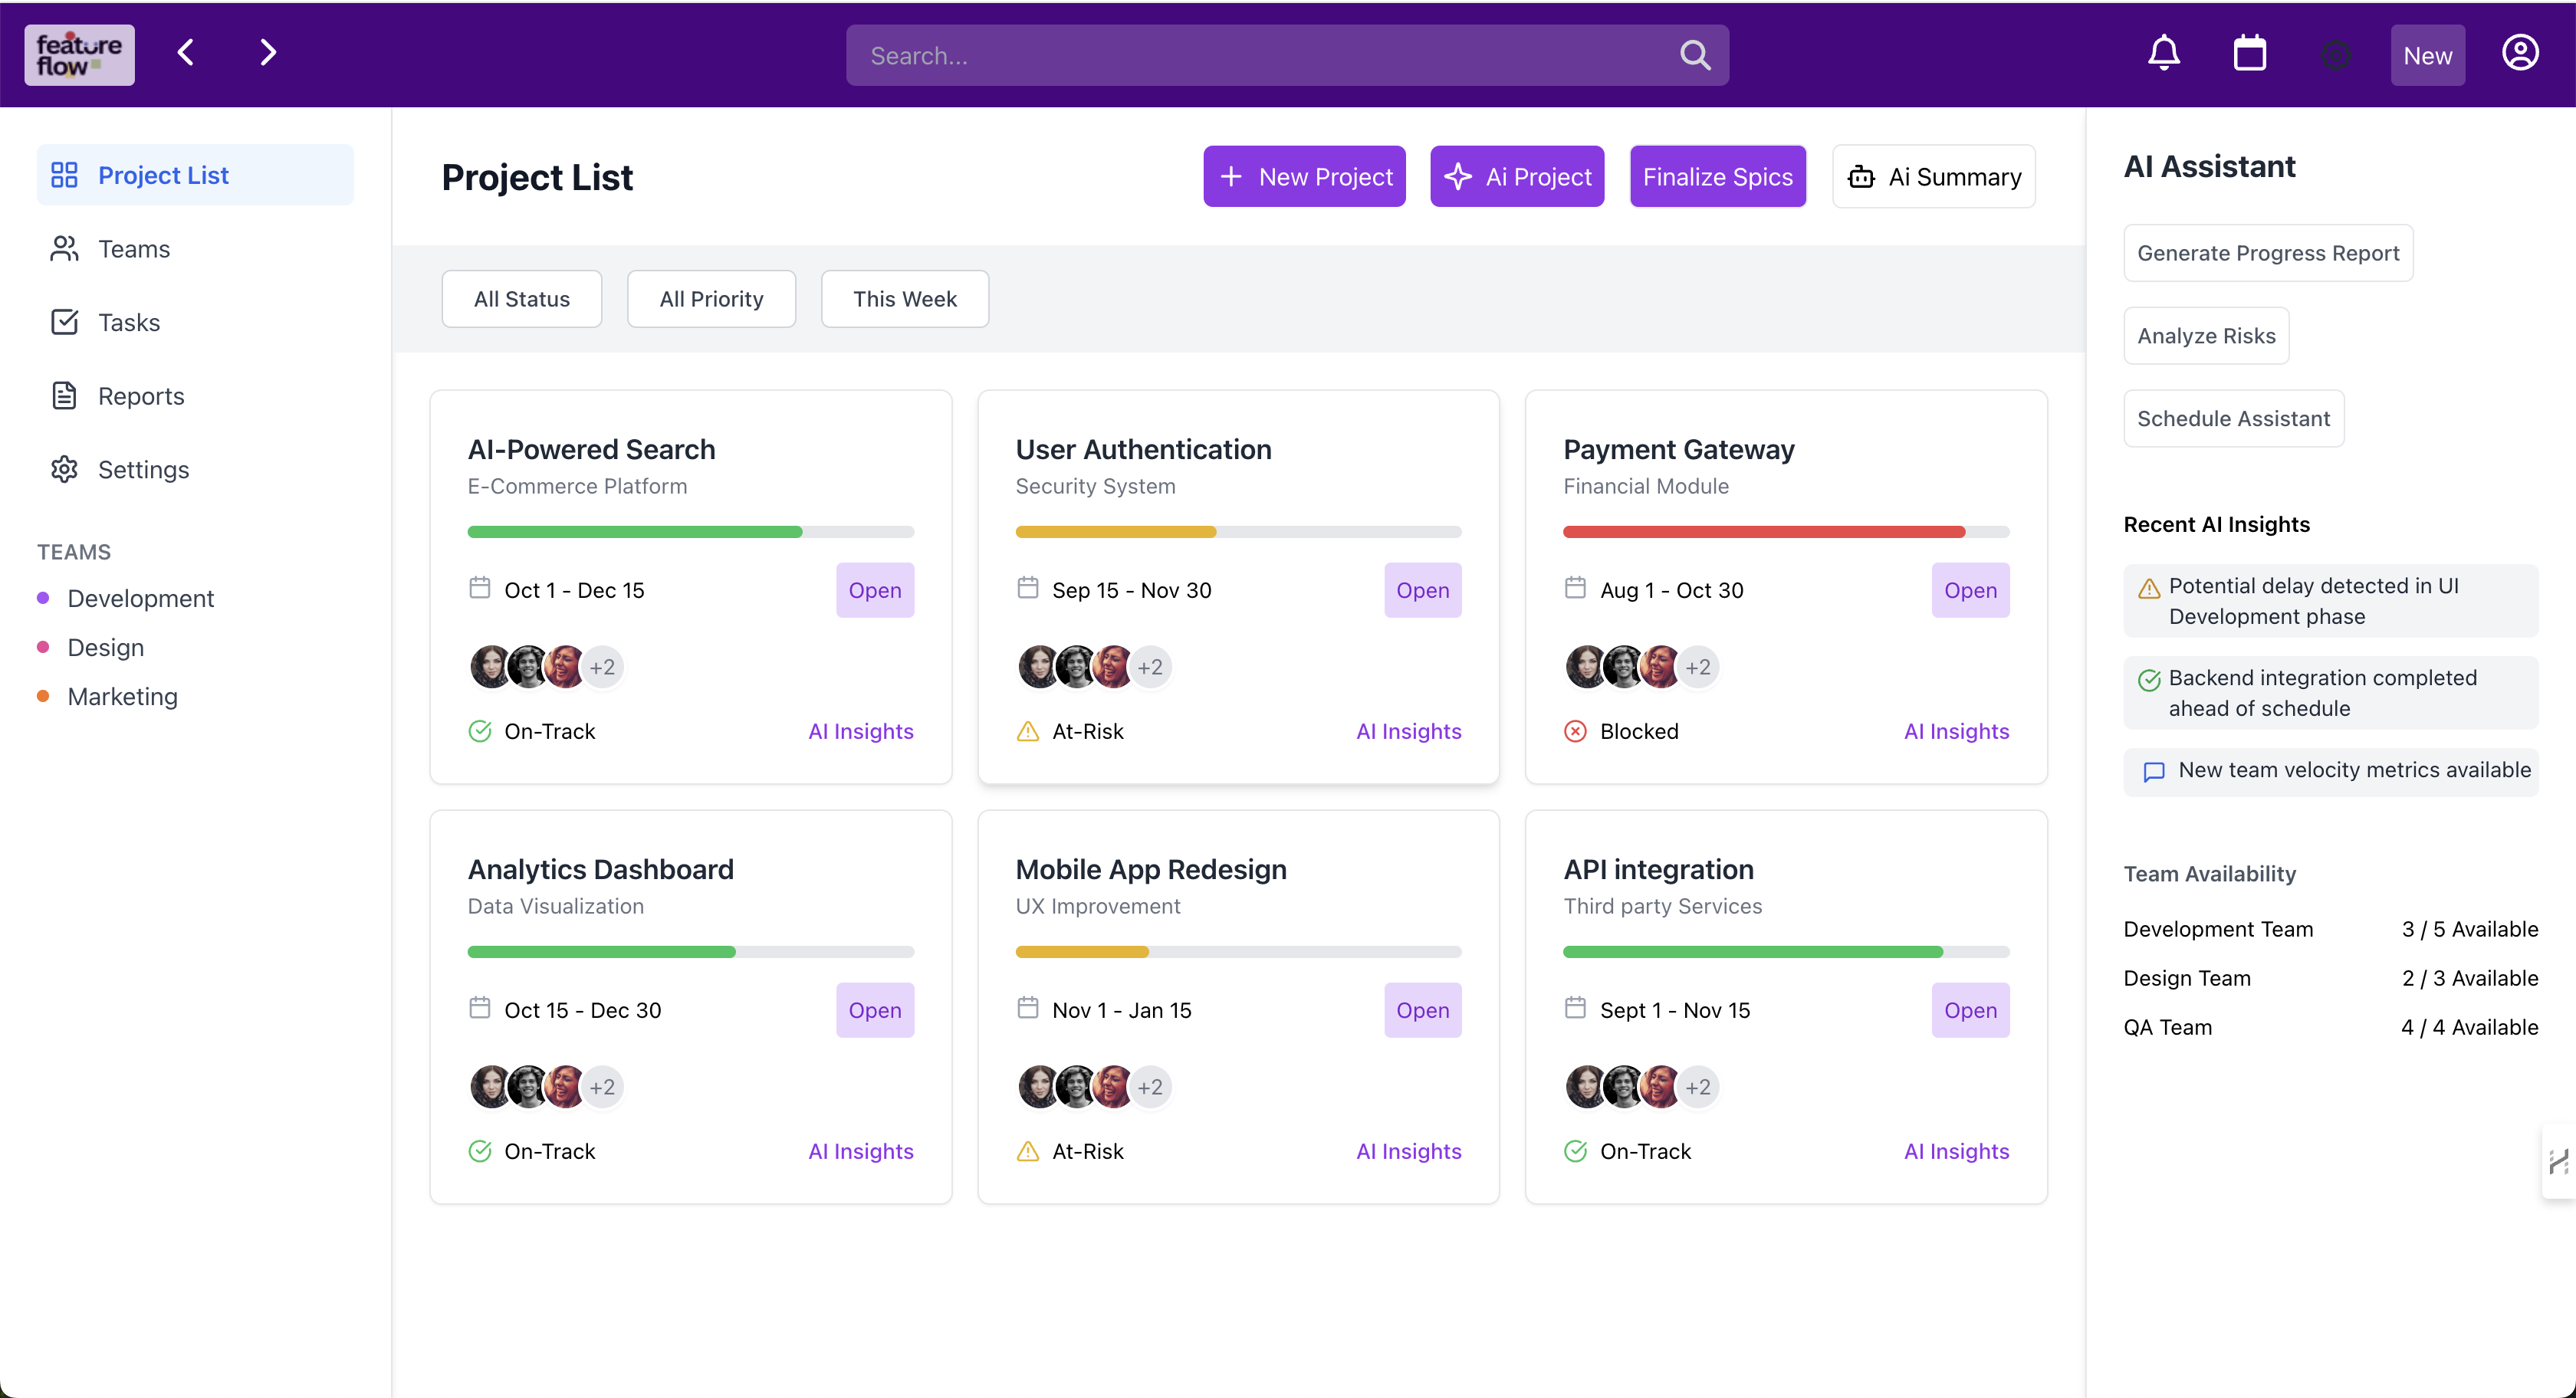 feature
flow
Search...
New
Project List
Teams
Tasks
Reports
Settings
TEAMS
Development
Design
Marketing
Project List
New Project
Ai Project
Finalize Spics
Ai Summary
All Status
All Priority
This Week
AI-Powered Search
E-Commerce Platform
Oct 1 - Dec 15
Open
+2
On-Track
AI Insights
User Authentication
Security System
Sep 15 - Nov 30
Open
+2
At-Risk
AI Insights
Payment Gateway
Financial Module
Aug 1 - Oct 30
Open
+2
Blocked
AI Insights
Analytics Dashboard
Data Visualization
Oct 15 - Dec 30
Open
+2
On-Track
AI Insights
Mobile App Redesign
UX Improvement
Nov 1 - Jan 15
Open
+2
At-Risk
AI Insights
API integration
Third party Services
Sept 1 - Nov 15
Open
+2
On-Track
AI Insights
AI Assistant
Generate Progress Report
Analyze Risks
Schedule Assistant
Recent AI Insights
Potential delay detected in UI
Development phase
Backend integration completed
ahead of schedule
New team velocity metrics available
Team Availability
Development Team 3 / 5 Available
Design Team 2 / 3 Available
QA Team 4 / 4 Available